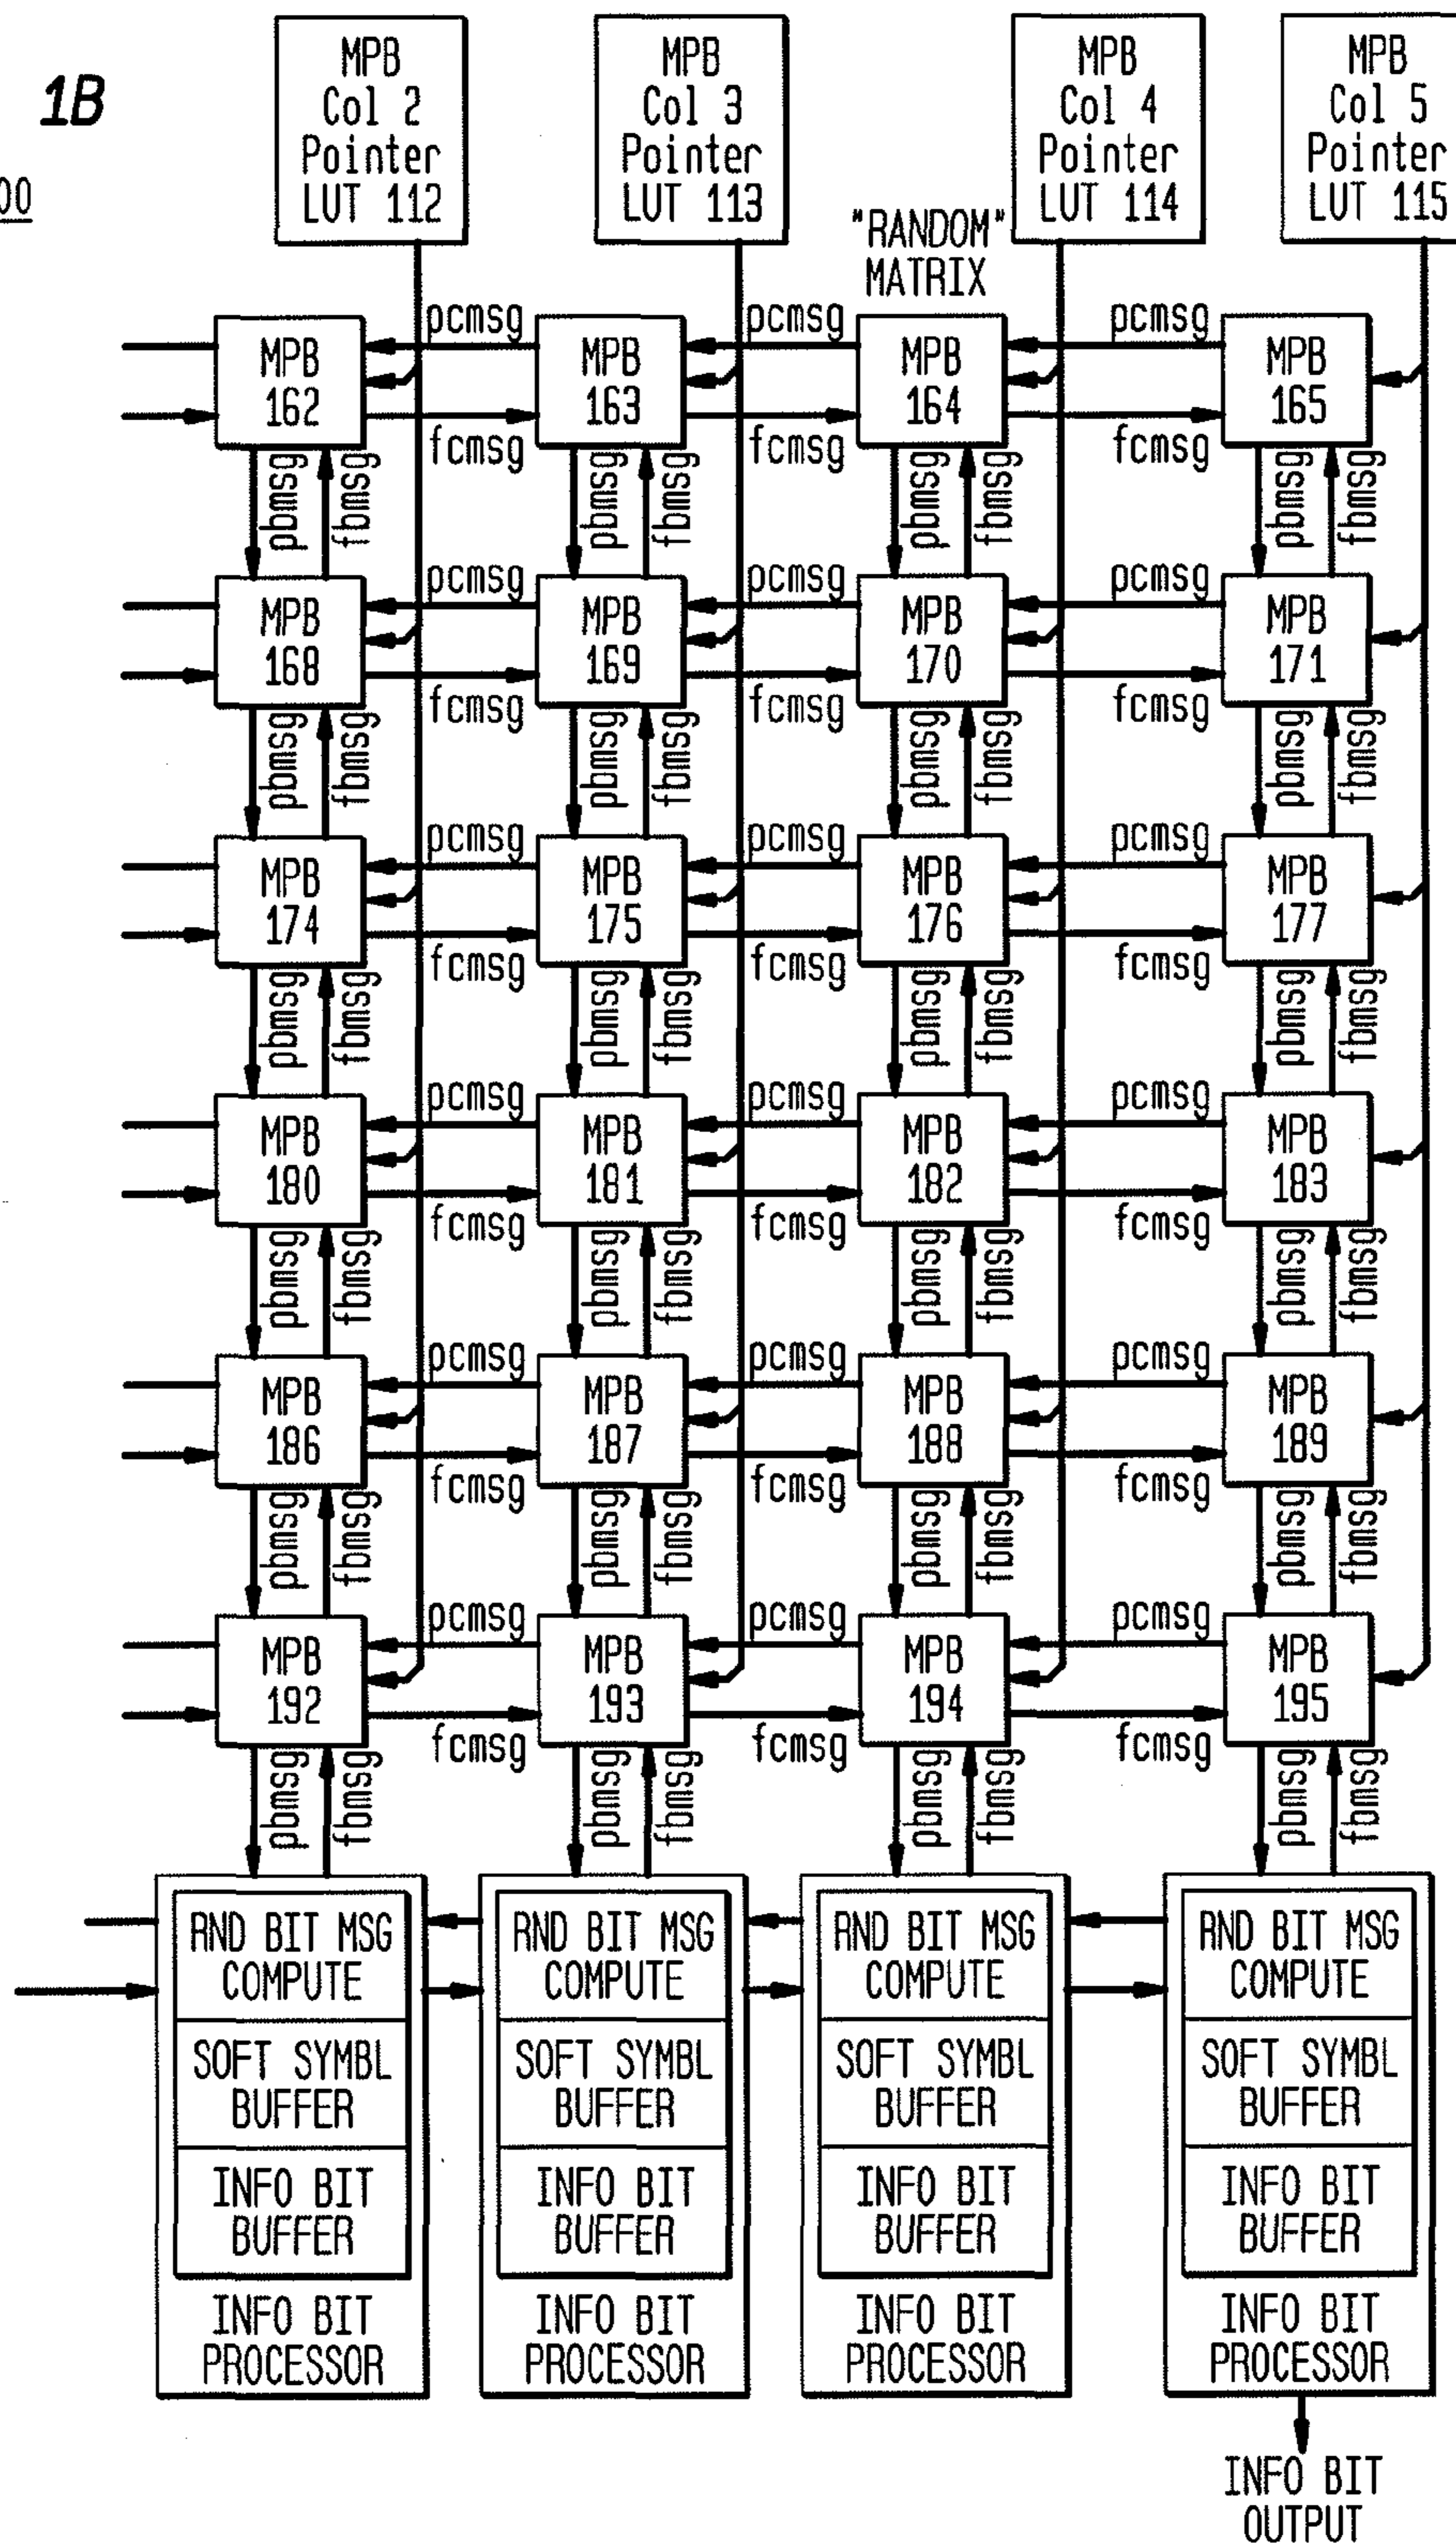 1B
00
MPB
Col 2
Pointer
LUT 112
MPB
Col 3
Pointer
LUT 113
MPB
Col 4
Pointer
LUT 114
MPB
Col 5
Pointer
LUT 115
"RANDOM"
MATRIX
pcmsg pcmsg pcmsg
MPB MPB MPB MPB
162 163 164 165
fcmsg fcmsg fcmsg
pbmsg fbmsg pbmsg fbmsg pbmsg fbmsg pbmsg fbmsg
pcmsg pcmsg pcmsg
MPB MPB MPB MPB
168 169 170 171
fcmsg fcmsg fcmsg
pbmsg fbmsg pbmsg fbmsg pbmsg fbmsg pbmsg fbmsg
pcmsg pcmsg pcmsg
MPB MPB MPB MPB
174 175 176 177
fcmsg fcmsg fcmsg
pbmsg fbmsg pbmsg fbmsg pbmsg fbmsg pbmsg fbmsg
pcmsg pcmsg pcmsg
MPB MPB MPB MPB
180 181 182 183
fcmsg fcmsg fcmsg
pbmsg fbmsg pbmsg fbmsg pbmsg fbmsg pbmsg fbmsg
pcmsg pcmsg pcmsg
MPB MPB MPB MPB
186 187 188 189
fcmsg fcmsg fcmsg
pbmsg fbmsg pbmsg fbmsg pbmsg fbmsg pbmsg fbmsg
pcmsg pcmsg pcmsg
MPB MPB MPB MPB
192 193 194 195
fcmsg fcmsg fcmsg
pbmsg fbmsg pbmsg fbmsg pbmsg fbmsg pbmsg fbmsg
RND BIT MSG
COMPUTE
SOFT SYMBL
BUFFER
INFO BIT
BUFFER
INFO BIT
PROCESSOR
RND BIT MSG
COMPUTE
SOFT SYMBL
BUFFER
INFO BIT
BUFFER
INFO BIT
PROCESSOR
RND BIT MSG
COMPUTE
SOFT SYMBL
BUFFER
INFO BIT
BUFFER
INFO BIT
PROCESSOR
RND BIT MSG
COMPUTE
SOFT SYMBL
BUFFER
INFO BIT
BUFFER
INFO BIT
PROCESSOR
INFO BIT
OUTPUT